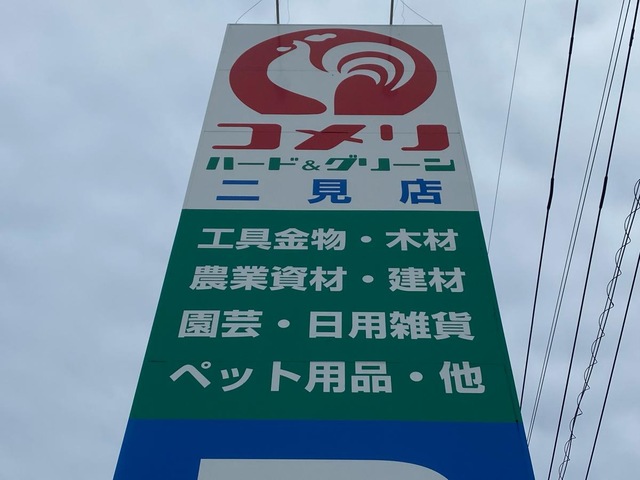 コメリ
ハード&グリーン
二見店
工具金物・木材
農業資材・建材
園芸・日用雑貨
ペット用品・他